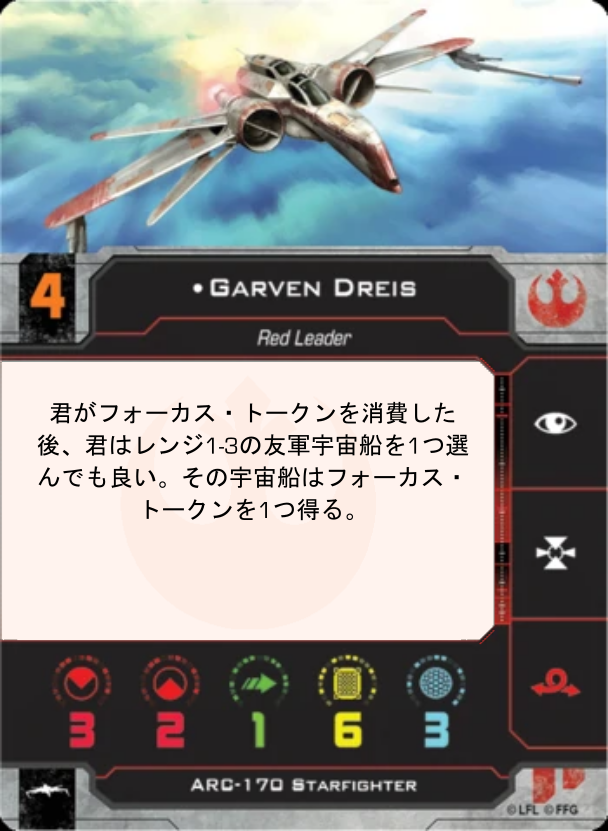 4
•GARVEN DREIS
Red Leader
君がフォーカス・トークンを消費した
後、君はレンジ1-3の友軍宇宙船を1つ選
んでも良い。その宇宙船はフォーカス・
トークンを1つ得る。
3 2 1 6 3
ARC-170 STARFIGHTER
©LFL ©FFG